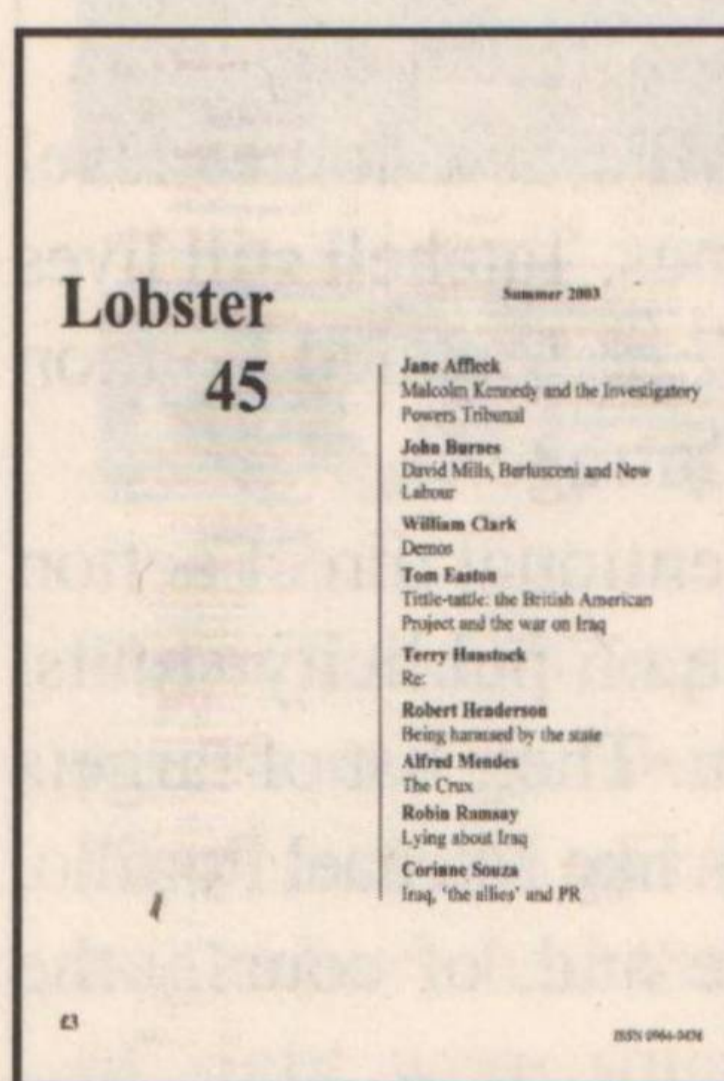 Lobster
45
Summer 2003
Jane Affleck
Malcolm Kennedy and the Investigatory
Powers Tribunal
John Burnes
David Mills, Berlusconi and New
Labour
William Clark
Demos
Tom Easton
Tittle-tattle: the British American
Project and the war on Iraq
Terry Hanstock
Re:
Robert Henderson
Being harassed by the state
Alfred Mendes
The Crux
Robin Ramsay
Lying about Iraq
Corinne Souza
Iraq, 'the allies' and PR
£3
ISSN 0964-0436